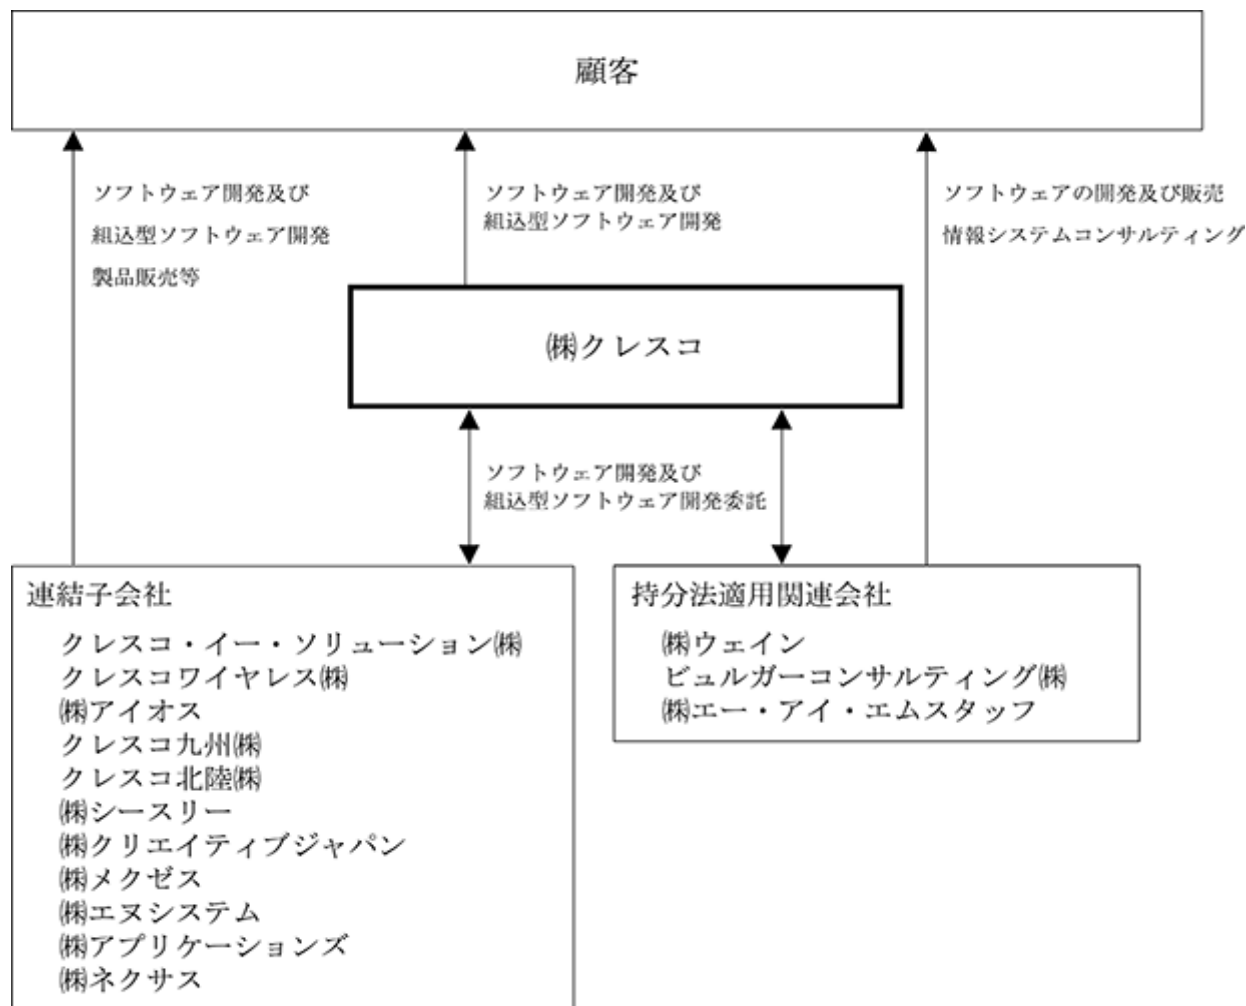 顧客
ソフトウェア開発及び
組込型ソフトウェア開発
製品販売等
ソフトウェア開発及び
組込型ソフトウェア開発
ソフトウェアの開発及び販売
情報システムコンサルティング
㈱クレスコ
ソフトウェア開発及び
組込型ソフトウェア開発委託
連結子会社
クレスコ・イー・ソリューション㈱
クレスコワイヤレス㈱
㈱アイオス
クレスコ九州㈱
クレスコ北陸㈱
㈱シースリー
㈱クリエイティブジャパン
㈱メクゼス
㈱エヌシステム
㈱アプリケーションズ
㈱ネクサス
持分法適用関連会社
㈱ウェイン
ビュルガーコンサルティング㈱
㈱エー・アイ・エムスタッフ